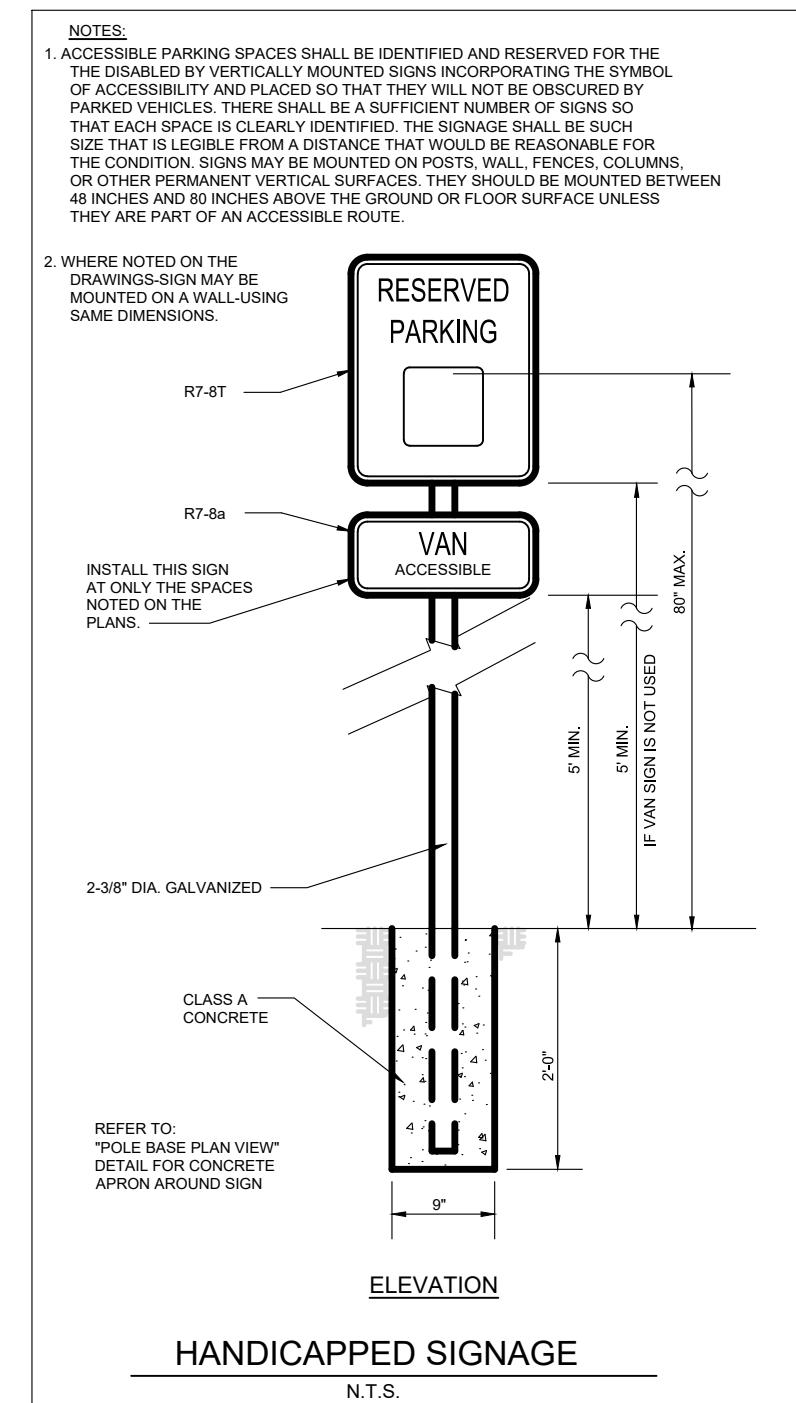 NOTES:
1. ACCESSIBLE PARKING SPACES SHALL BE IDENTIFIED AND RESERVED FOR THE
THE DISABLED BY VERTICALLY MOUNTED SIGNS INCORPORATING THE SYMBOL
OF ACCESSIBILITY AND PLACED SO THAT THEY WILL NOT BE OBSCURED BY
PARKED VEHICLES. THERE SHALL BE A SUFFICIENT NUMBER OF SIGNS SO
THAT EACH SPACE IS CLEARLY IDENTIFIED. THE SIGNAGE SHALL BE SUCH
SIZE THAT IS LEGIBLE FROM A DISTANCE THAT WOULD BE REASONABLE FOR
THE CONDITION. SIGNS MAY BE MOUNTED ON POSTS, WALL, FENCES, COLUMNS,
OR OTHER PERMANENT VERTICAL SURFACES. THEY SHOULD BE MOUNTED BETWEEN
48 INCHES AND 80 INCHES ABOVE THE GROUND OR FLOOR SURFACE UNLESS
THEY ARE PART OF AN ACCESSIBLE ROUTE.
2. WHERE NOTED ON THE
DRAWINGS-SIGN MAY BE
MOUNTED ON A WALL-USING
SAME DIMENSIONS.
RESERVED
PARKING
R7-8T
R7-8a
VAN
ACCESSIBLE
INSTALL THIS SIGN
AT ONLY THE SPACES
NOTED ON THE
PLANS.
5' MIN.
5' MIN.
IF VAN SIGN IS NOT USED
80" MAX.
2-3/8" DIA. GALVANIZED
CLASS A
CONCRETE
2'-0"
REFER TO:
"POLE BASE PLAN VIEW"
DETAIL FOR CONCRETE
APRON AROUND SIGN
9"
ELEVATION
HANDICAPPED SIGNAGE
N.T.S.